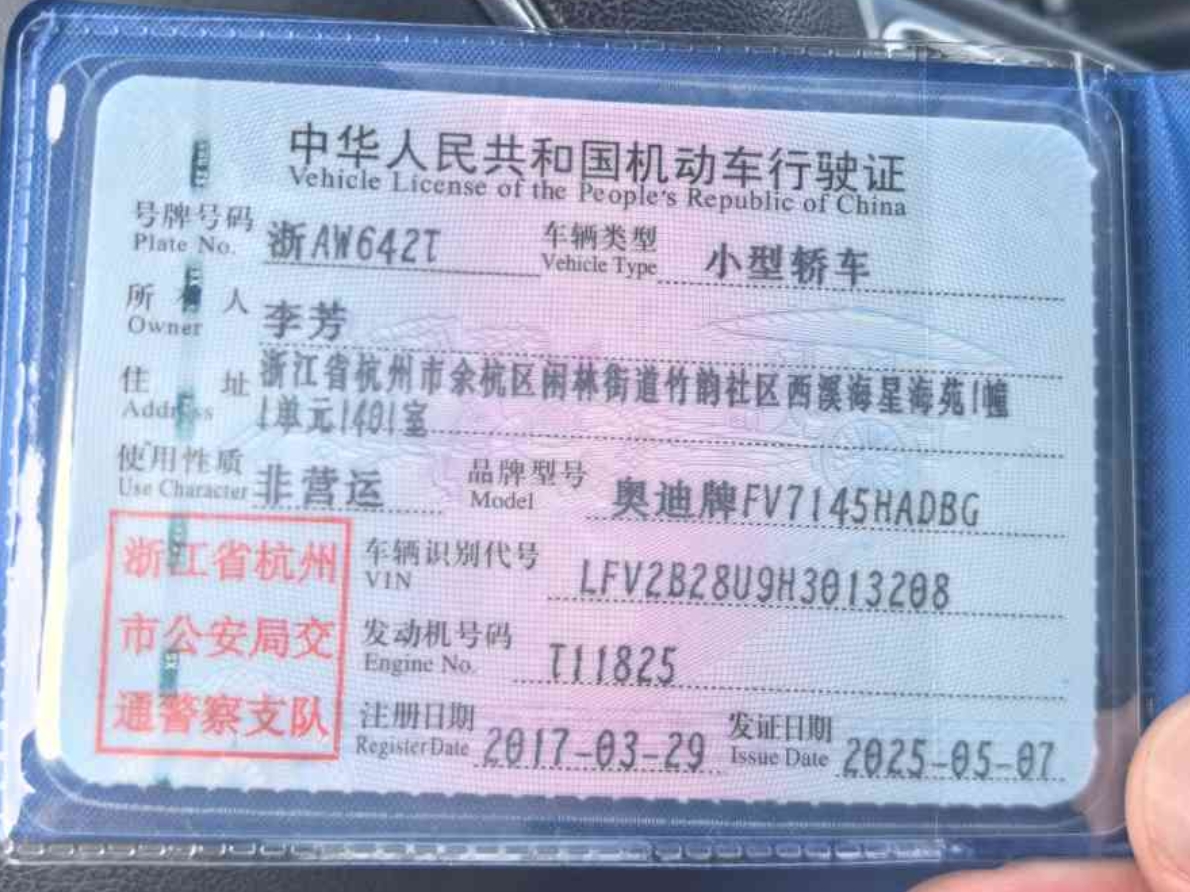 中华人民共和国机动车行驶证
Vehicle License of the People's Republic of China
号牌号码 浙AW642T 车辆类型 小型轿车
Plate No. Vehicle Type
所 人 李芳
Owner
住 址 浙江省杭州市余杭区闲林街道竹韵社区西溪海星海苑1幢
Address 1单元1401室
使用性质 非营运 品牌型号 奥迪牌FV7145HADBG
Use Character Model
浙江省杭州
市公安局交
通警察支队
车辆识别代号 LFV2B28U9H3013208
VIN
发动机号码 T11825
Engine No.
注册日期 2017-03-29 发证日期 2025-05-07
Register Date Issue Date